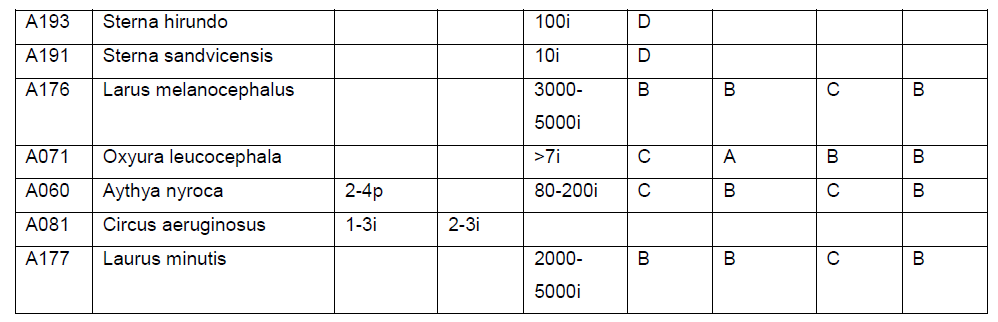 A193 Sterna hirundo 100i D
A191 Sterna sandvicensis 10i D
A176 Larus melanocephalus 3000- B B C B
5000i
A071 Oxyura leucocephala >7i C A B B
A060 Aythya nyroca 2-4p 80-200i C B C B
A081 Circus aeruginosus 1-3i 2-3i
A177 Laurus minutis 2000- B B C B
5000i